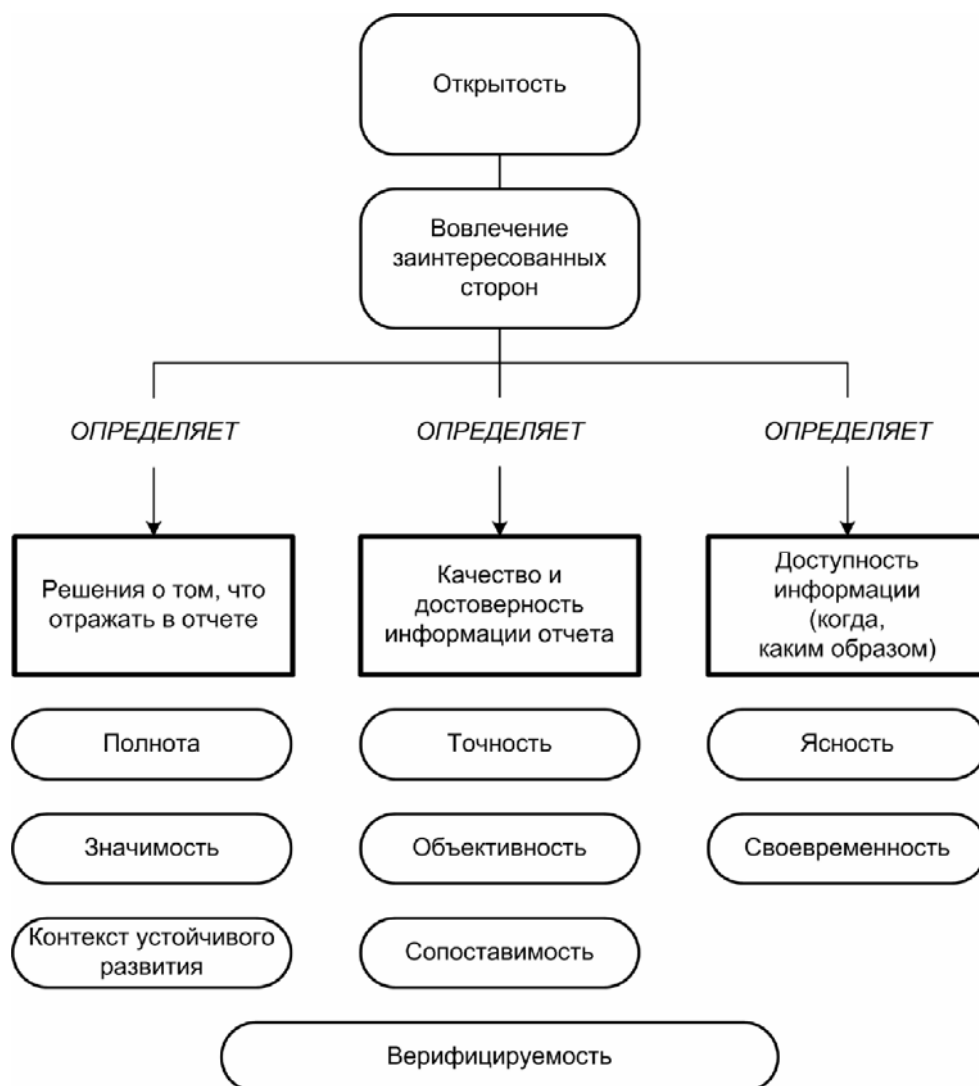 Открытость
Вовлечение
заинтересованных
сторон
ОПРЕДЕЛЯЕТ
ОПРЕДЕЛЯЕТ
ОПРЕДЕЛЯЕТ
Решения о том, что
отражать в отчете
Качество и
достоверность
информации отчета
Доступность
информации
(когда,
каким образом)
Полнота
Точность
Ясность
Значимость
Объективность
Своевременность
Контекст устойчивого
развития
Сопоставимость
Верифицируемость